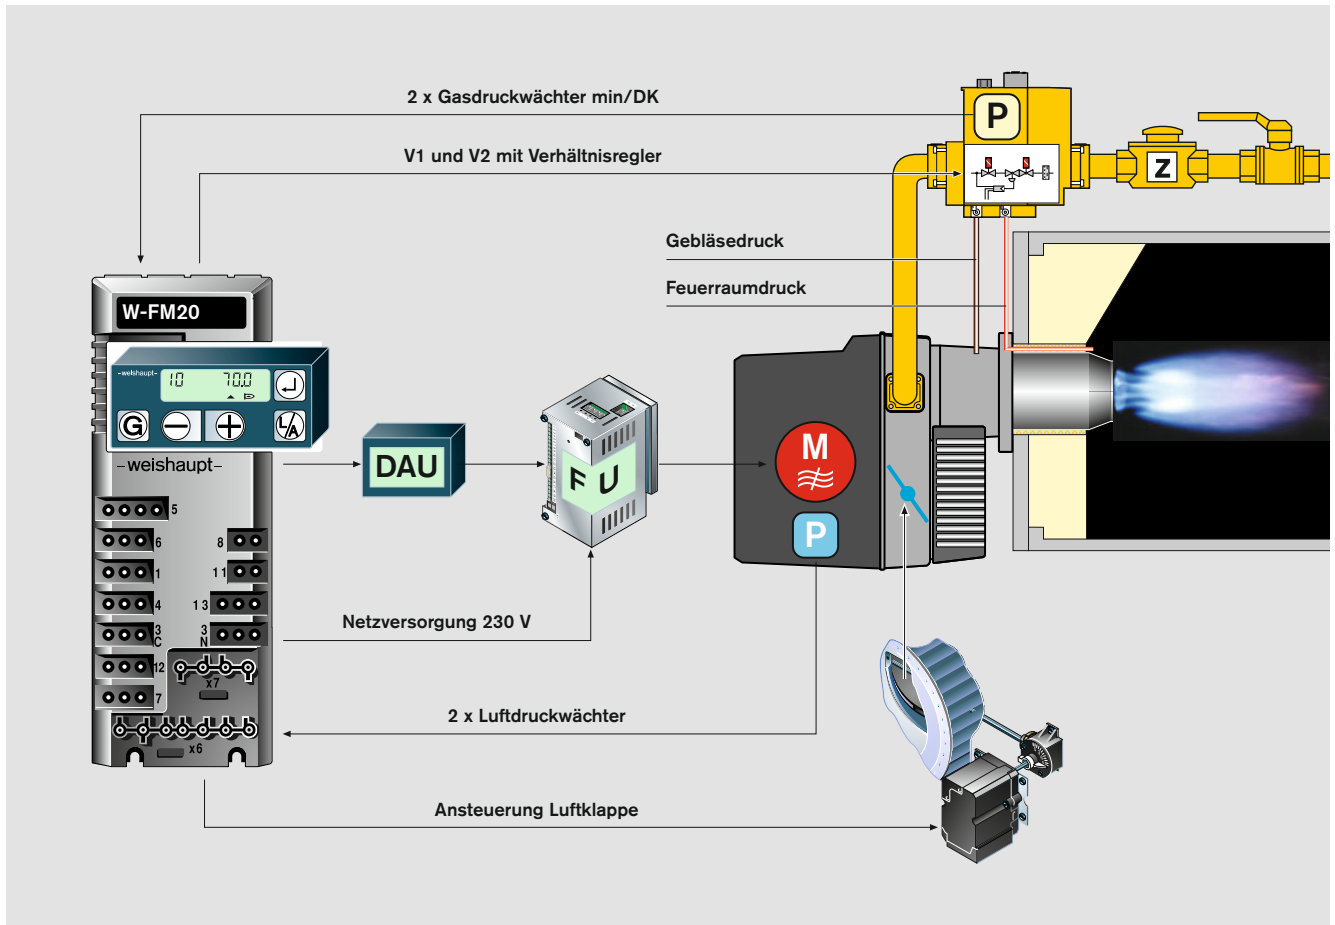 2 x Gasdruckwächter min/DK
P
V1 und V2 mit Verhältnisregler
Z
Gebläsedruck
Feuerraumdruck
W-FM20
-weishaupt-
10 70.0
G
L/A
-weishaupt-
DAU
F U
M
P
5
6
8
1
11
4
13
3
C
3
N
12
x7
7
x6
Netzversorgung 230 V
2 x Luftdruckwächter
Ansteuerung Luftklappe